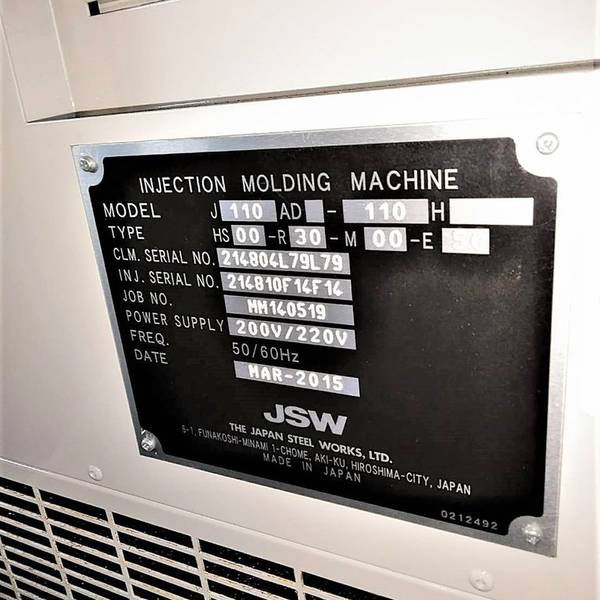 INJECTION MOLDING MACHINE
MODEL J 110 AD - 110 H
TYPE HS 00 -R 30 -M 00 -E 50
CLM. SERIAL NO. 214804L79L79
INJ. SERIAL NO. 214810F14F14
JOB NO. MM140519
POWER SUPPLY 200V/220V
FREQ. 50/60Hz
DATE MAR-2015
JSW
THE JAPAN STEEL WORKS, LTD.
6-1, FUNAKOSHI-MINAMI 1-CHOME, AKI-KU, HIROSHIMA-CITY, JAPAN
MADE IN JAPAN
0212492